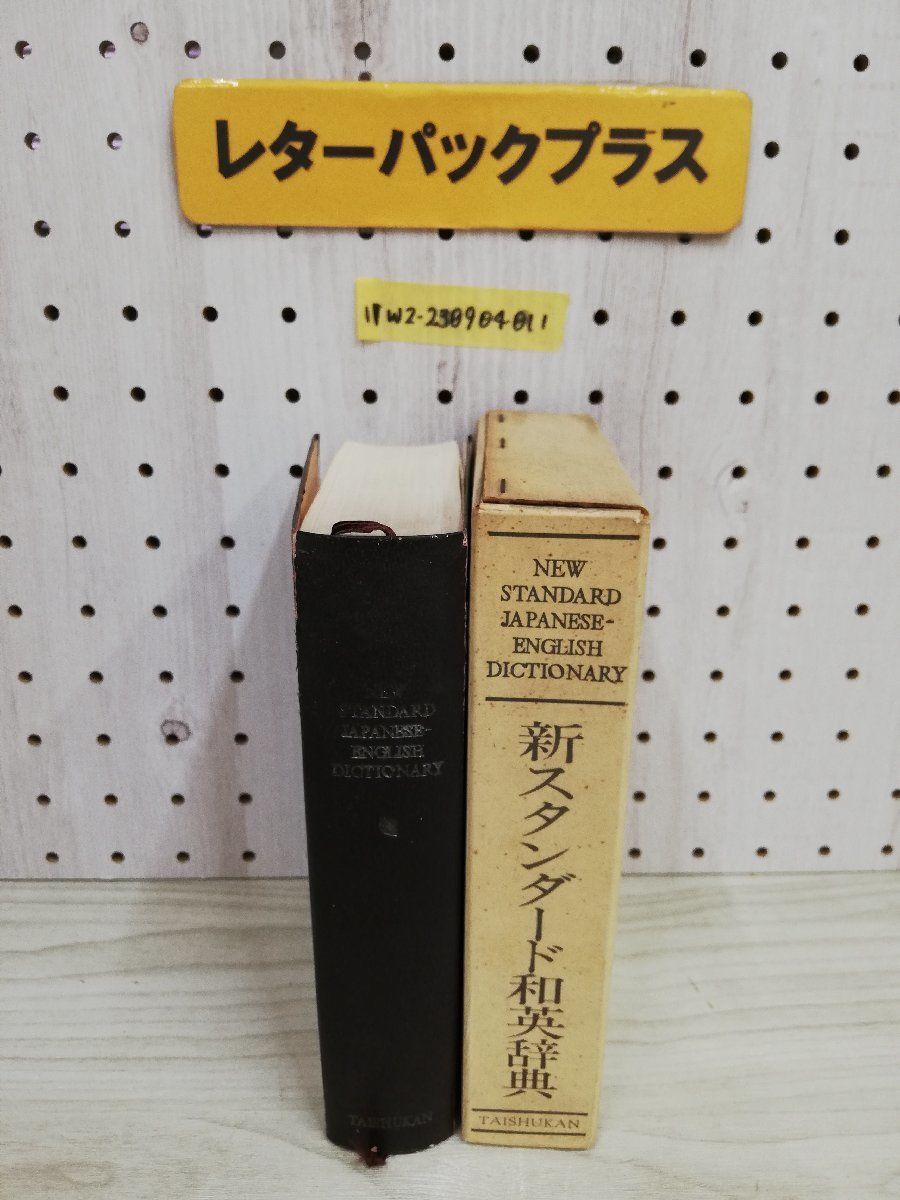 レターパックプラス
1PW2-230904011
NEW
STANDARD
JAPANESE-
ENGLISH
DICTIONARY
TAISHUKAN
NEW
STANDARD
JAPANESE-
ENGLISH
DICTIONARY
新スタンダード和英辞典
TAISHUKAN